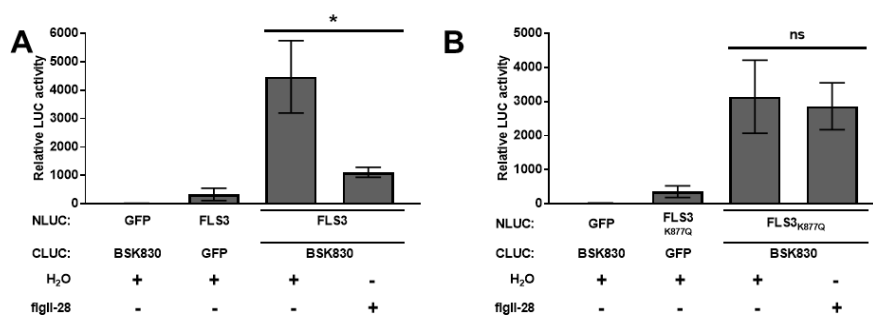 A
Relative LUC activity
6000
5000
4000
3000
2000
1000
0
*
NLUC: GFP FLS3 FLS3
CLUC: BSK830 GFP BSK830
H2O + + + -
flgII-28 - - - +
B
Relative LUC activity
5000
4000
3000
2000
1000
0
ns
NLUC: GFP FLS3 K877Q FLS3K877Q
CLUC: BSK830 GFP BSK830
H2O + + + -
flgII-28 - - - +